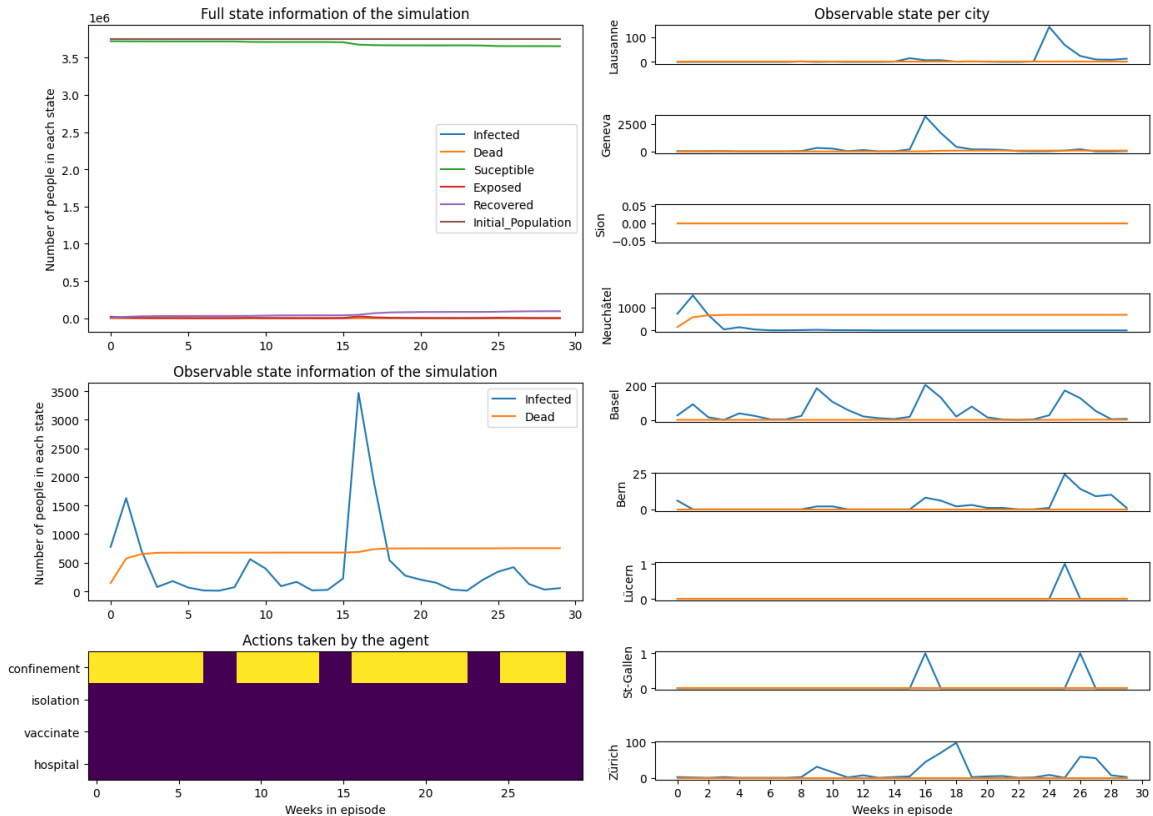 Full state information of the simulation
1e6
Number of people in each state
3.5
3.0
2.5
2.0
1.5
1.0
0.5
0.0
Infected
Dead
Suceptible
Exposed
Recovered
Initial_Population
0 5 10 15 20 25 30
Observable state information of the simulation
Number of people in each state
3500
3000
2500
2000
1500
1000
500
0
Infected
Dead
0 5 10 15 20 25 30
Actions taken by the agent
confinement
isolation
vaccinate
hospital
0 5 10 15 20 25
Weeks in episode
Observable state per city
Lausanne
100
0
Geneva
2500
0
Sion
0.05
0.00
−0.05
Neuchâtel
1000
0
Basel
200
0
Bern
25
0
Lucern
1
0
St-Gallen
1
0
Zürich
100
0
0 2 4 6 8 10 12 14 16 18 20 22 24 26 28 30
Weeks in episode